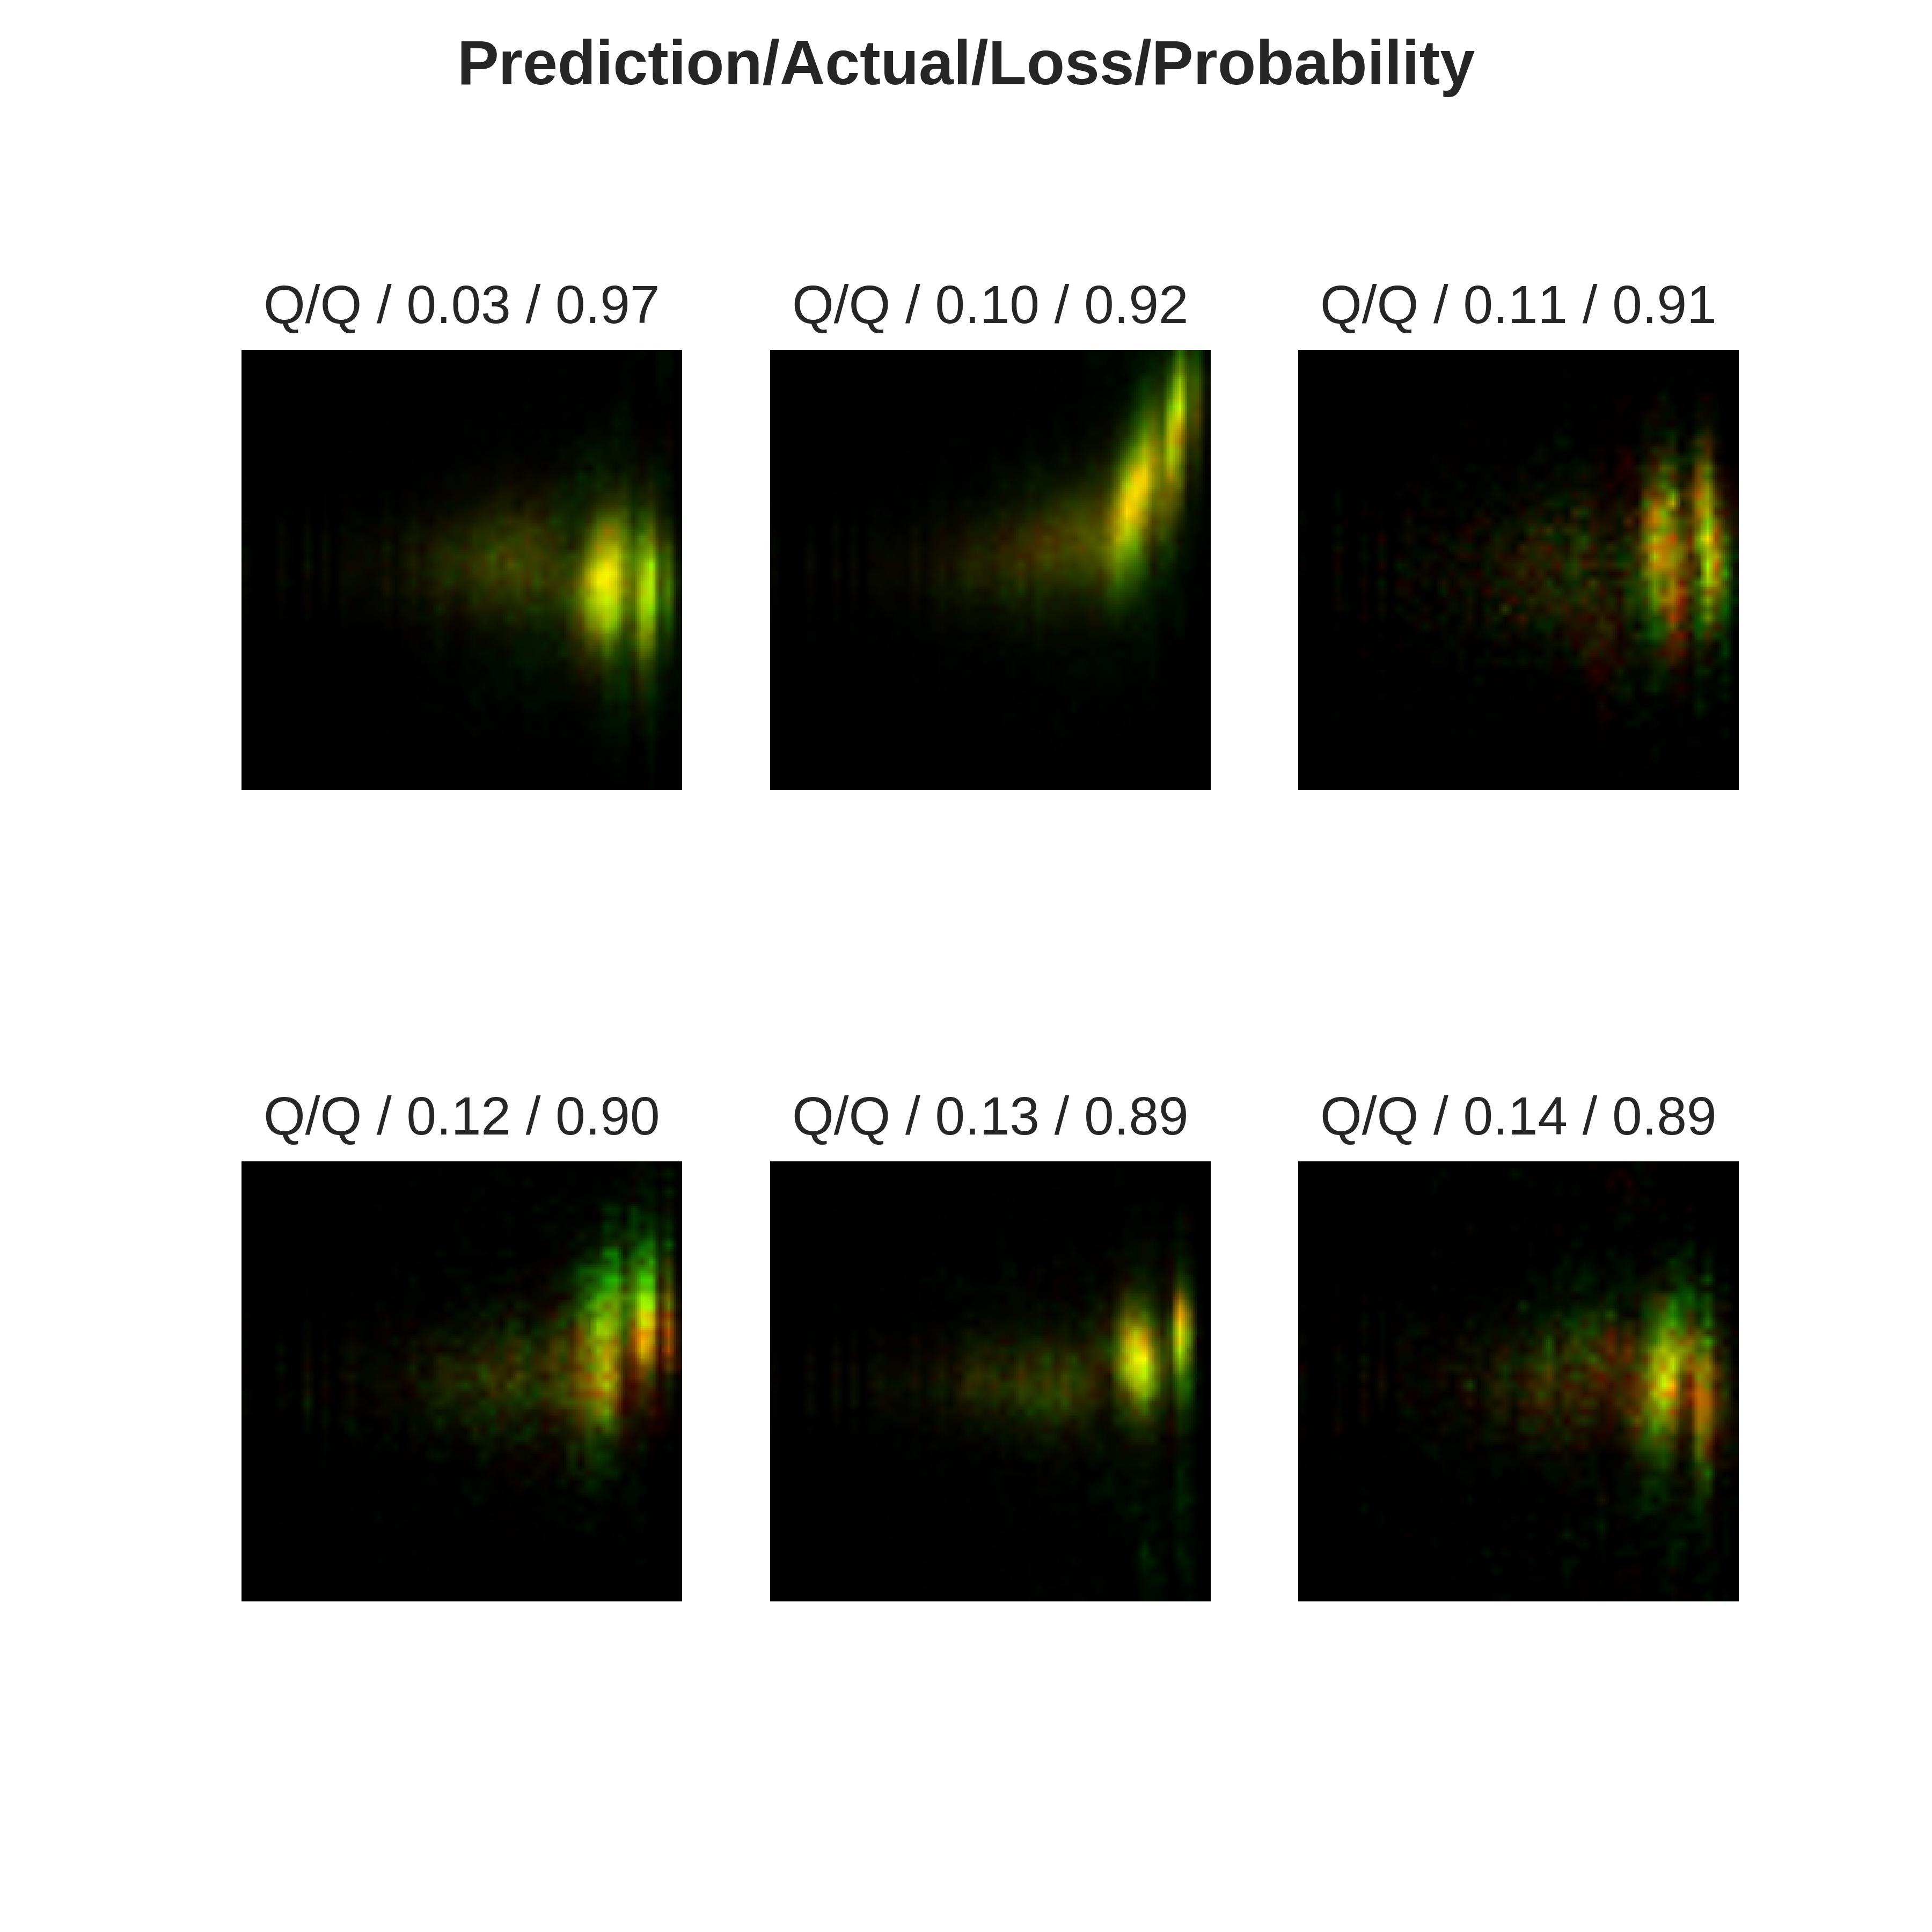 Prediction/Actual/Loss/Probability
Q/Q / 0.03 / 0.97
Q/Q / 0.10 / 0.92
Q/Q / 0.11 / 0.91
Q/Q / 0.12 / 0.90
Q/Q / 0.13 / 0.89
Q/Q / 0.14 / 0.89